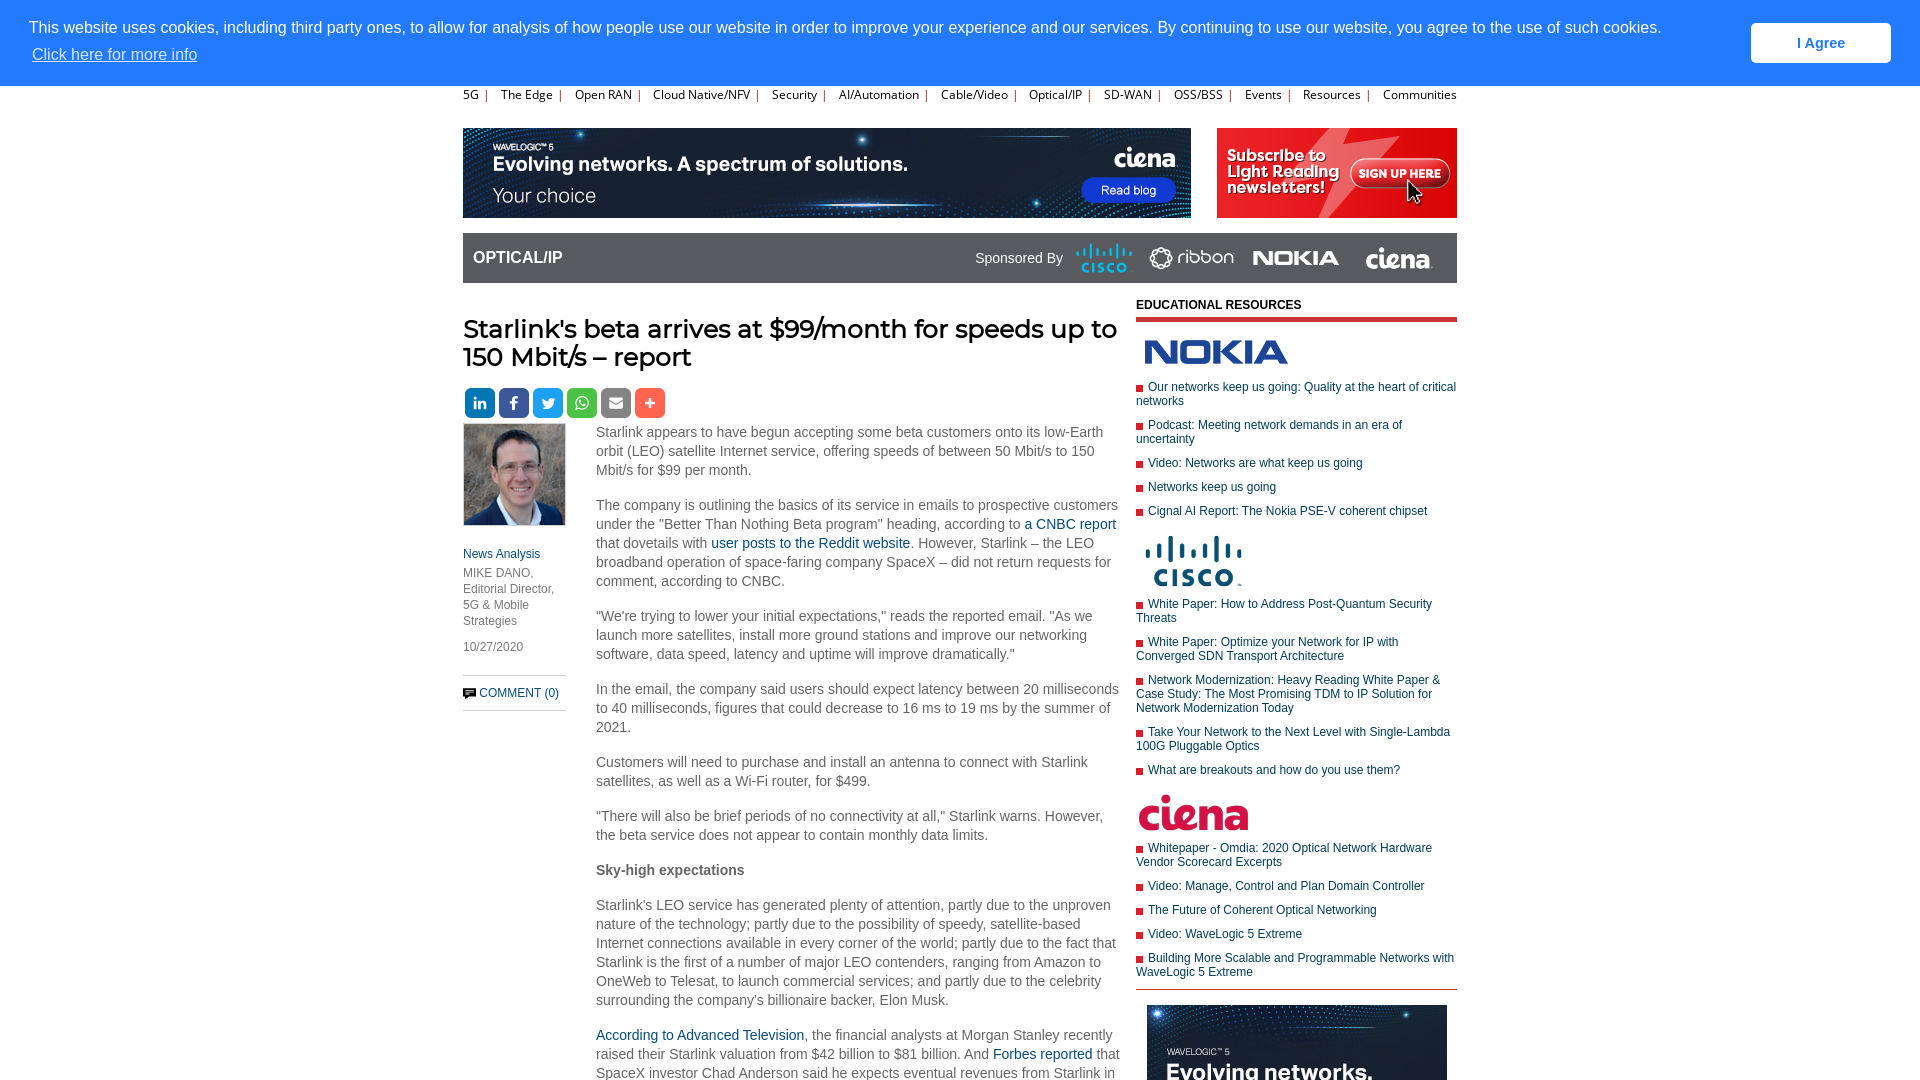 This website uses cookies, including third party ones, to allow for analysis of how people use our website in order to improve your experience and our services. By continuing to use our website, you agree to the use of such cookies.
Click here for more info
I Agree
5G | The Edge | Open RAN | Cloud Native/NFV | Security | AI/Automation | Cable/Video | Optical/IP | SD-WAN | OSS/BSS | Events | Resources | Communities
WAVELOGIC™ 5
Evolving networks. A spectrum of solutions.
Your choice
ciena
Read blog
Subscribe to
Light Reading
newsletters!
SIGN UP HERE
OPTICAL/IP
Sponsored By
CISCO
ribbon
NOKIA
ciena
Starlink's beta arrives at $99/month for speeds up to
150 Mbit/s – report
News Analysis
MIKE DANO,
Editorial Director,
5G & Mobile
Strategies
10/27/2020
COMMENT (0)
Starlink appears to have begun accepting some beta customers onto its low-Earth
orbit (LEO) satellite Internet service, offering speeds of between 50 Mbit/s to 150
Mbit/s for $99 per month.
The company is outlining the basics of its service in emails to prospective customers
under the "Better Than Nothing Beta program" heading, according to a CNBC report
that dovetails with user posts to the Reddit website. However, Starlink – the LEO
broadband operation of space-faring company SpaceX – did not return requests for
comment, according to CNBC.
"We're trying to lower your initial expectations," reads the reported email. "As we
launch more satellites, install more ground stations and improve our networking
software, data speed, latency and uptime will improve dramatically."
In the email, the company said users should expect latency between 20 milliseconds
to 40 milliseconds, figures that could decrease to 16 ms to 19 ms by the summer of
2021.
Customers will need to purchase and install an antenna to connect with Starlink
satellites, as well as a Wi-Fi router, for $499.
"There will also be brief periods of no connectivity at all," Starlink warns. However,
the beta service does not appear to contain monthly data limits.
Sky-high expectations
Starlink's LEO service has generated plenty of attention, partly due to the unproven
nature of the technology; partly due to the possibility of speedy, satellite-based
Internet connections available in every corner of the world; partly due to the fact that
Starlink is the first of a number of major LEO contenders, ranging from Amazon to
OneWeb to Telesat, to launch commercial services; and partly due to the celebrity
surrounding the company's billionaire backer, Elon Musk.
According to Advanced Television, the financial analysts at Morgan Stanley recently
raised their Starlink valuation from $42 billion to $81 billion. And Forbes reported that
SpaceX investor Chad Anderson said he expects eventual revenues from Starlink in
EDUCATIONAL RESOURCES
NOKIA
Our networks keep us going: Quality at the heart of critical
networks
Podcast: Meeting network demands in an era of
uncertainty
Video: Networks are what keep us going
Networks keep us going
Cignal AI Report: The Nokia PSE-V coherent chipset
CISCO
White Paper: How to Address Post-Quantum Security
Threats
White Paper: Optimize your Network for IP with
Converged SDN Transport Architecture
Network Modernization: Heavy Reading White Paper &
Case Study: The Most Promising TDM to IP Solution for
Network Modernization Today
Take Your Network to the Next Level with Single-Lambda
100G Pluggable Optics
What are breakouts and how do you use them?
ciena
Whitepaper - Omdia: 2020 Optical Network Hardware
Vendor Scorecard Excerpts
Video: Manage, Control and Plan Domain Controller
The Future of Coherent Optical Networking
Video: WaveLogic 5 Extreme
Building More Scalable and Programmable Networks with
WaveLogic 5 Extreme
WAVELOGIC™ 5
Evolving networks.